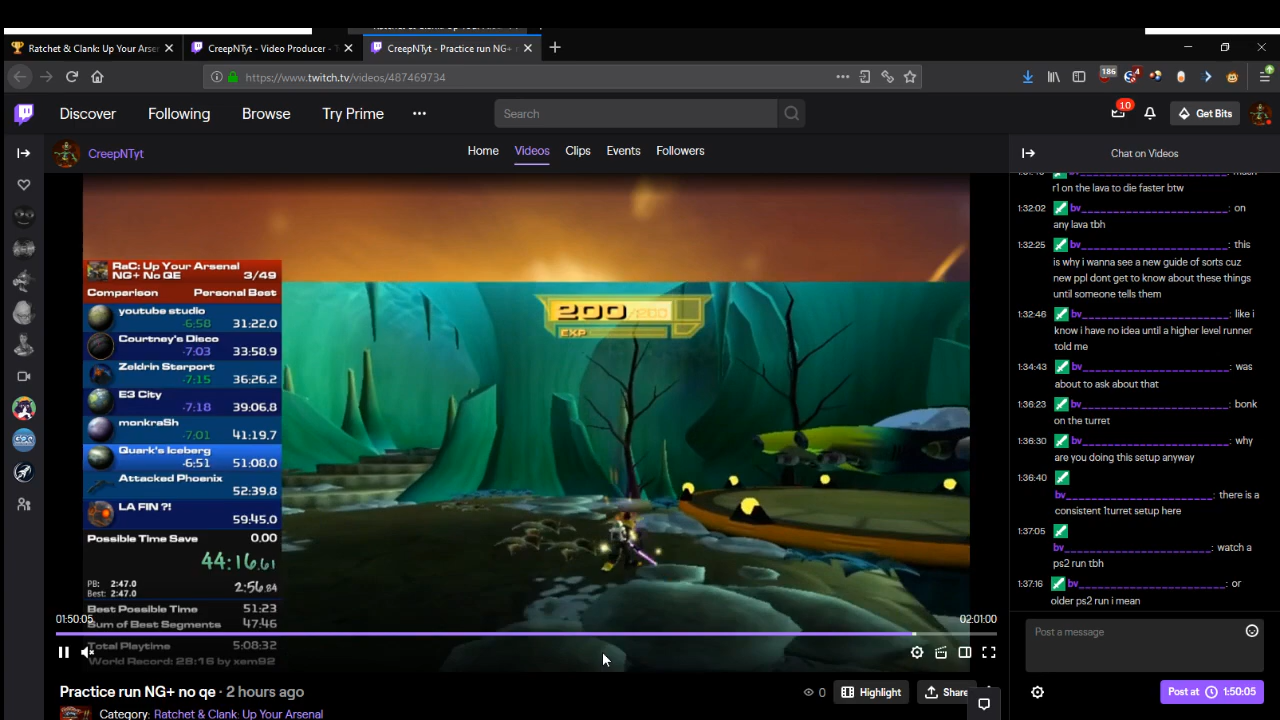 Ratchet & Clank: Up Your Arser
CreepNTyt - Video Producer - T
CreepNTyt - Practice run NG+ n
https://www.twitch.tv/videos/487469734
186
4
Discover
Following
Browse
Try Prime
Search
10
Get Bits
CreepNTyt
Home
Videos
Clips
Events
Followers
Chat on Videos
RaC: Up Your Arsenal
NG+ No QE 3/49
Comparison Personal Best
youtube studio
-6:58 31:22.0
Courtney's Disco
-7:03 33:58.9
Zeldrin Starport
-7:15 36:26.2
E3 City
-7:18 39:06.8
monkraSh
-7:01 41:19.7
Quark's Iceberg
-6:51 51:08.0
Attacked Phoenix
52:39.8
LA FIN ?!
59:45.0
Possible Time Save 0.00
44:16.61
PB: 2:47.0
Best: 2:47.0
2:56.84
Best Possible Time 51:23
Sum of Best Segments 47:46
Total Playtime 5:08:32
World Record: 28:16 by xem92
200/200
EXP
01:50:05
02:01:00
r1 on the lava to die faster btw
1:32:02 bv_________________________: on
any lava tbh
1:32:25 bv_________________________: this
is why i wanna see a new guide of sorts cuz
new ppl dont get to know about these things
until someone tells them
1:32:46 bv_________________________: like i
know i have no idea until a higher level runner
told me
1:34:43 bv_________________________: was
about to ask about that
1:36:23 bv_________________________: bonk
on the turret
1:36:30 bv_________________________: why
are you doing this setup anyway
1:36:40
bv_________________________: there is a
consistent 1turret setup here
1:37:05
bv_________________________: watch a
ps2 run tbh
1:37:16 bv_________________________: or
older ps2 run i mean
Post a message
Post at 1:50:05
Practice run NG+ no qe · 2 hours ago
0
Highlight
Share
Category: Ratchet & Clank: Up Your Arsenal